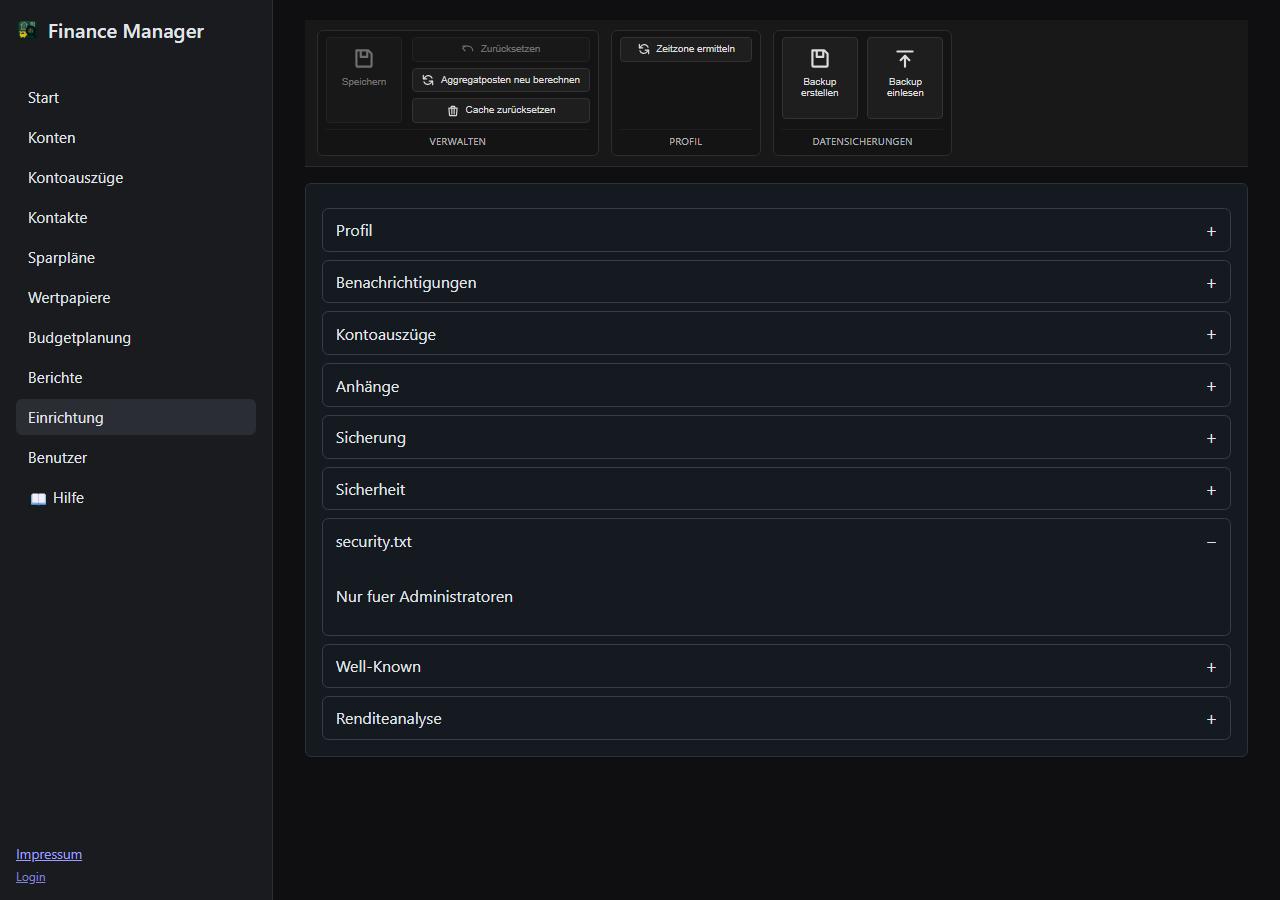 Finance Manager
Start
Konten
Kontoauszüge
Kontakte
Sparpläne
Wertpapiere
Budgetplanung
Berichte
Einrichtung
Benutzer
Hilfe
Impressum
Login
Speichern
Zurücksetzen
Aggregatposten neu berechnen
Cache zurücksetzen
VERWALTEN
Zeitzone ermitteln
PROFIL
Backup
erstellen
Backup
einlesen
DATENSICHERUNGEN
Profil +
Benachrichtigungen +
Kontoauszüge +
Anhänge +
Sicherung +
Sicherheit +
security.txt −
Nur fuer Administratoren
Well-Known +
Renditeanalyse +